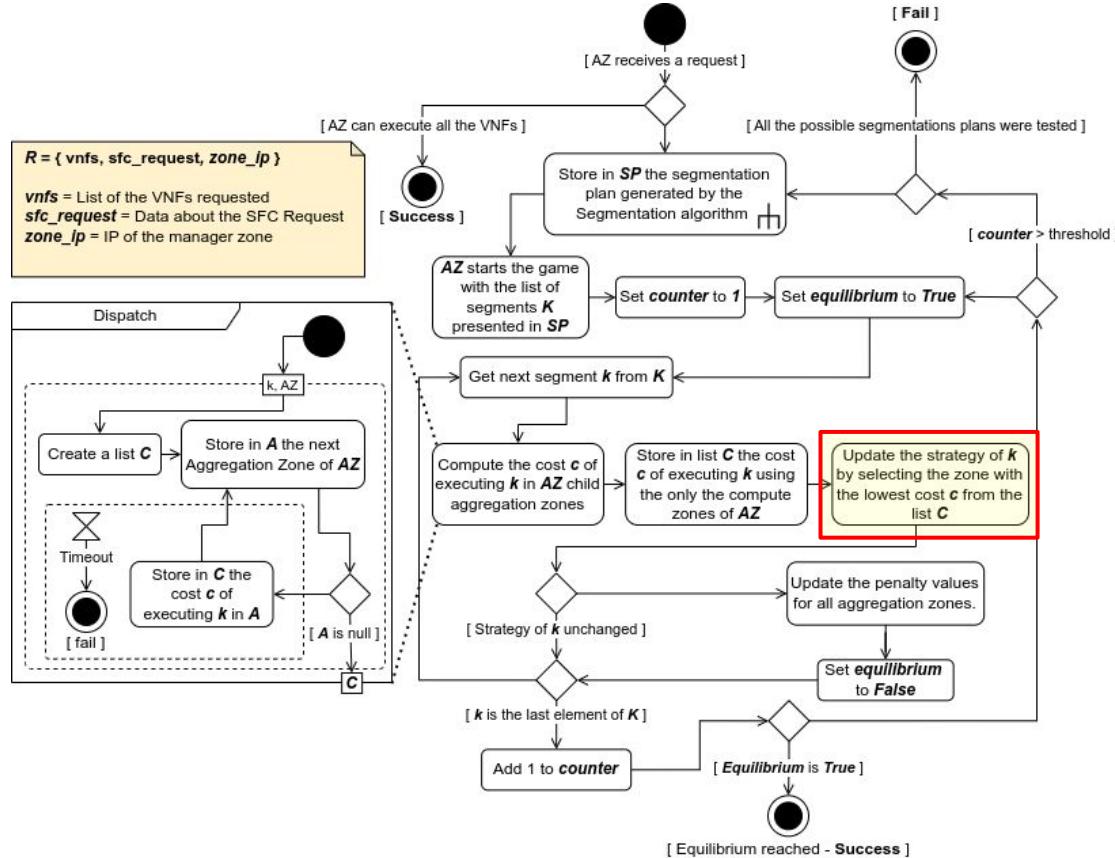 [ Fail ]
[ AZ receives a request ]
[ AZ can execute all the VNFs ]
[ All the possible segmentations plans were tested ]
R = { vnfs, sfc_request, zone_ip }
vnfs = List of the VNFs requested
sfc_request = Data about the SFC Request
zone_ip = IP of the manager zone
[ Success ]
Store in SP the segmentation
plan generated by the
Segmentation algorithm
[ counter > threshold
AZ starts the game
with the list of
segments K
presented in SP
Set counter to 1
Set equilibrium to True
Dispatch
k, AZ
Create a list C
Store in A the next
Aggregation Zone of AZ
Timeout
[ fail ]
Store in C the
cost c of
executing k in A
[ A is null ]
C
Get next segment k from K
Compute the cost c of
executing k in AZ child
aggregation zones
Store in list C the cost
c of executing k using
the only the compute
zones of AZ
Update the strategy of k
by selecting the zone with
the lowest cost c from the
list C
Update the penalty values
for all aggregation zones.
[ Strategy of k unchanged ]
Set equilibrium
to False
[ k is the last element of K ]
Add 1 to counter
[ Equilibrium is True ]
[ Equilibrium reached - Success ]